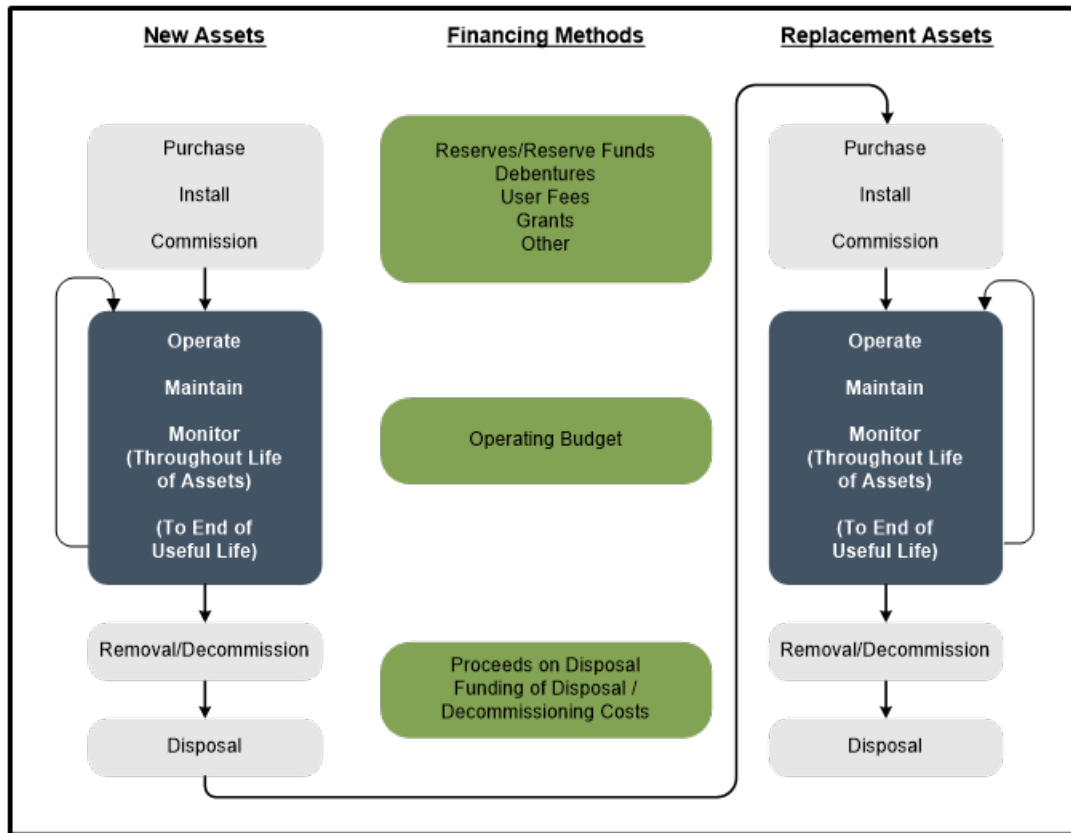 New Assets
Financing Methods
Replacement Assets
Purchase
Install
Commission
Operate
Maintain
Monitor
(Throughout Life
of Assets)
(To End of
Useful Life)
Removal/Decommission
Disposal
Reserves/Reserve Funds
Debentures
User Fees
Grants
Other
Operating Budget
Proceeds on Disposal
Funding of Disposal /
Decommissioning Costs
Purchase
Install
Commission
Operate
Maintain
Monitor
(Throughout Life
of Assets)
(To End of
Useful Life)
Removal/Decommission
Disposal